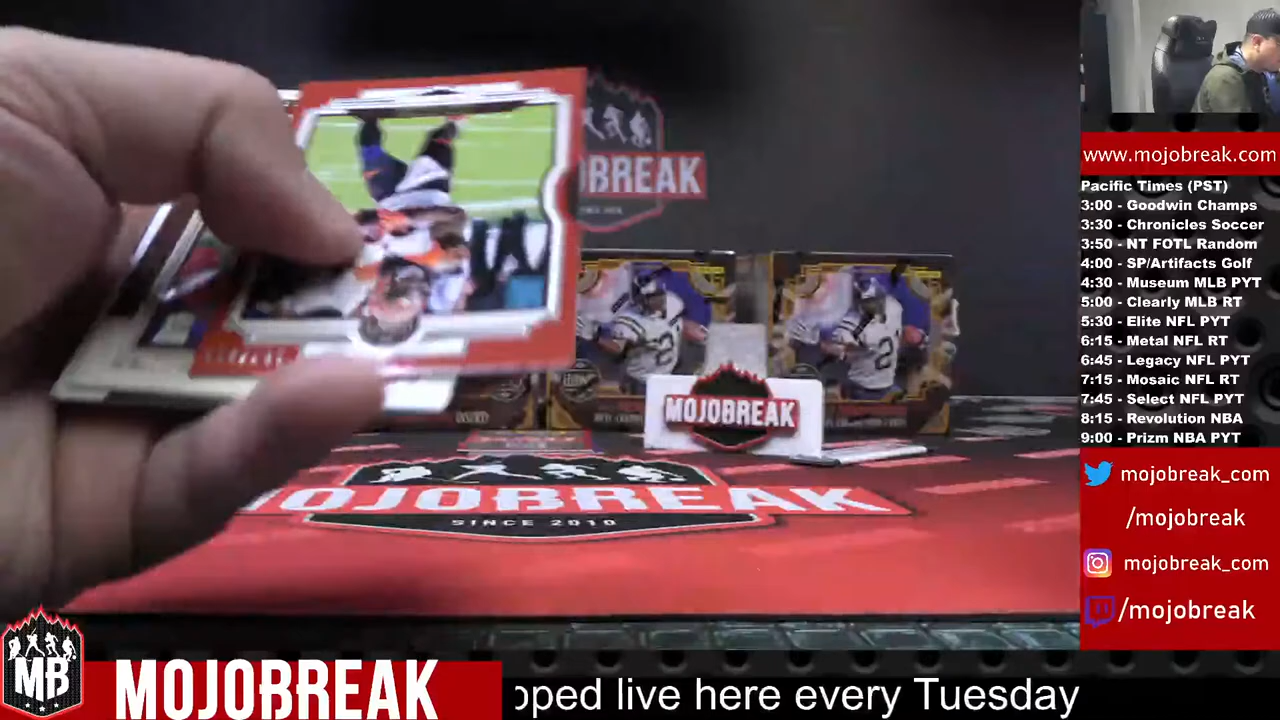 BREAK
SINCE 2010
MOJOBREAK
MOJOBREAK
SINCE 2010
www.mojobreak.com
Pacific Times (PST)
3:00 - Goodwin Champs
3:30 - Chronicles Soccer
3:50 - NT FOTL Random
4:00 - SP/Artifacts Golf
4:30 - Museum MLB PYT
5:00 - Clearly MLB RT
5:30 - Elite NFL PYT
6:15 - Metal NFL RT
6:45 - Legacy NFL PYT
7:15 - Mosaic NFL RT
7:45 - Select NFL PYT
8:15 - Revolution NBA
9:00 - Prizm NBA PYT
mojobreak_com
/mojobreak
mojobreak_com
/mojobreak
MB
MOJOBREAK
oped live here every Tuesday